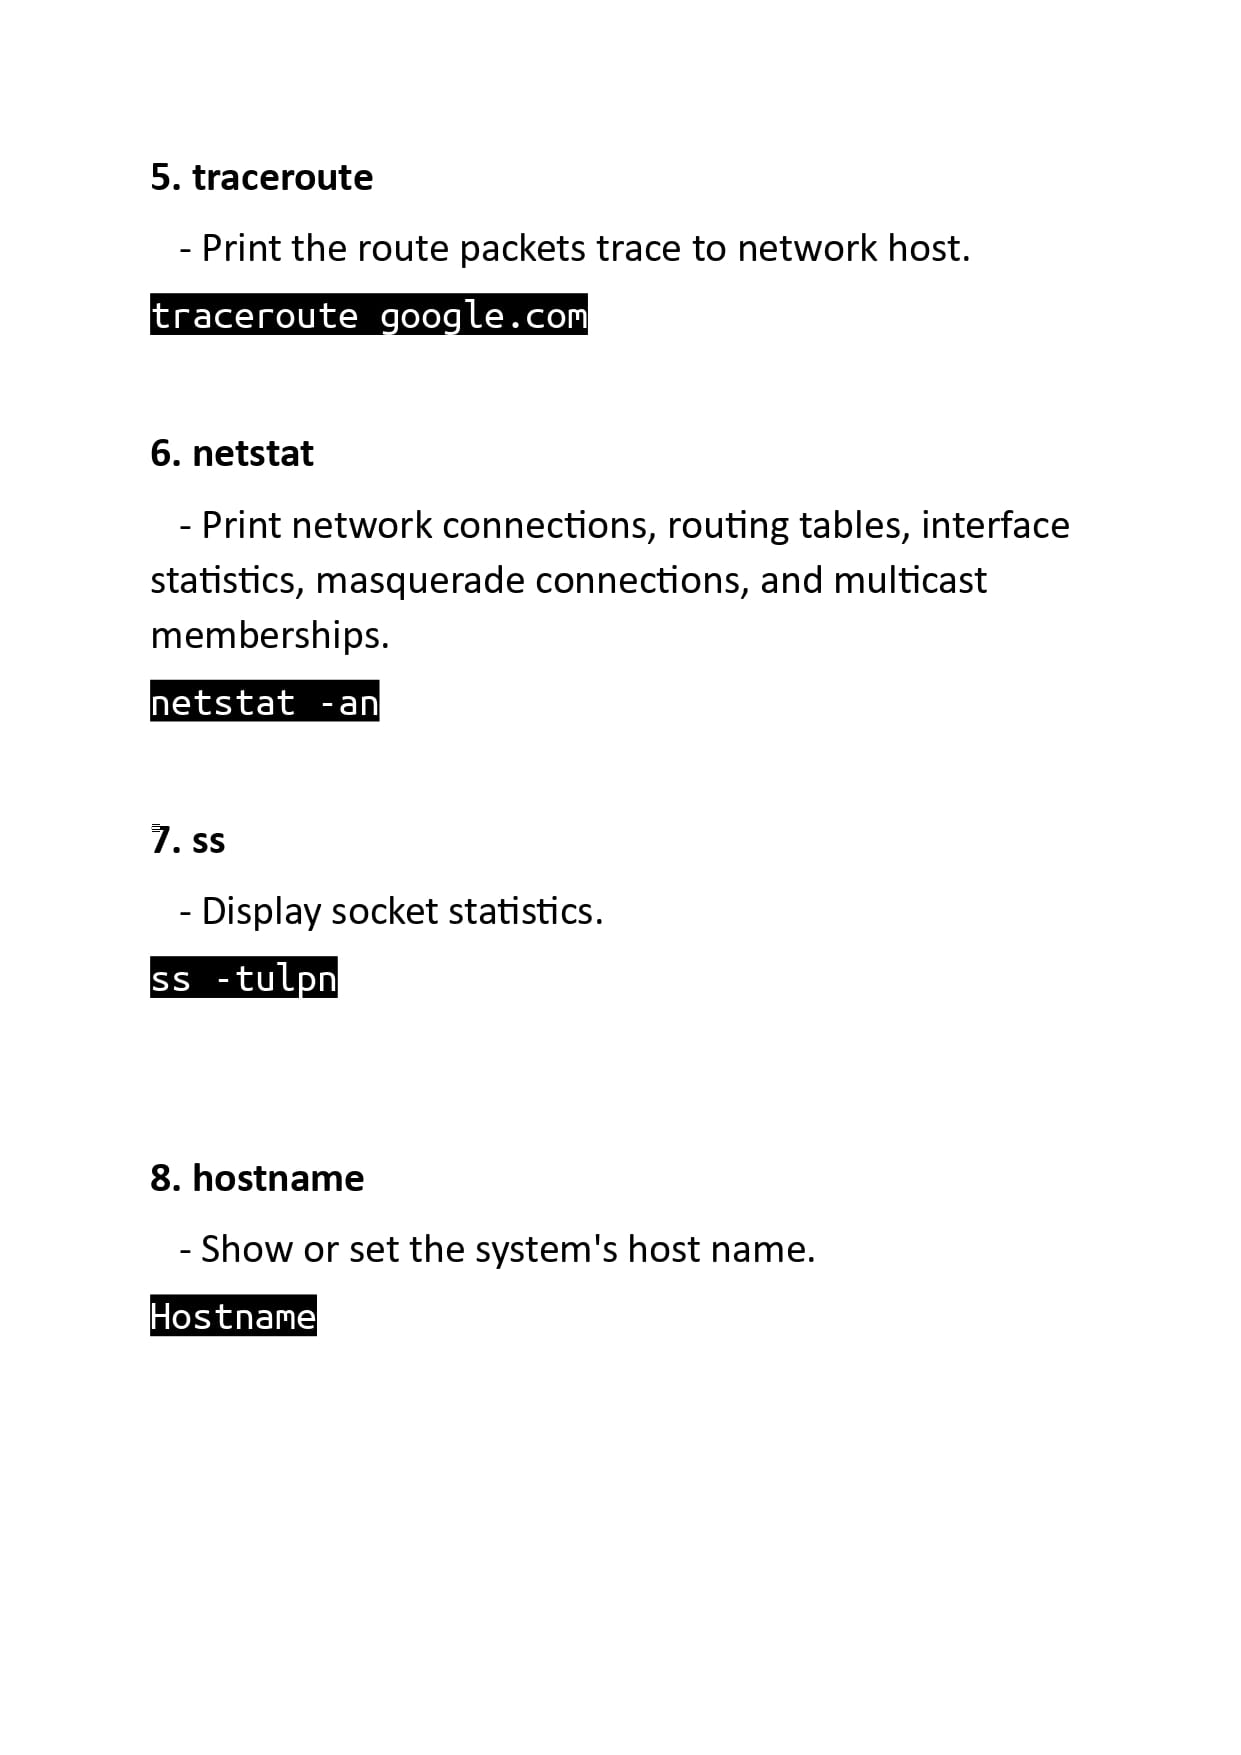 5. traceroute
- Print the route packets trace to network host.
traceroute google.com
6. netstat
- Print network connections, routing tables, interface
statistics, masquerade connections, and multicast
memberships.
netstat -an
7. ss
- Display socket statistics.
ss -tulpn
8. hostname
- Show or set the system's host name.
Hostname